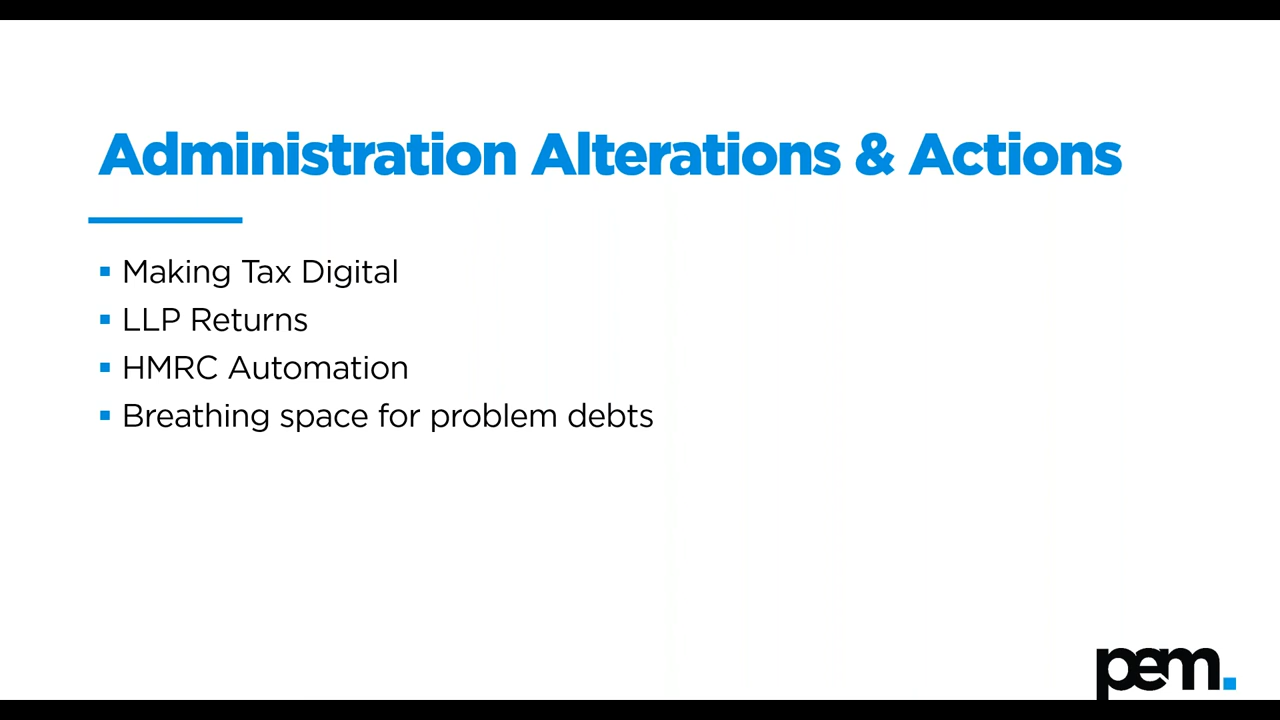 Administration Alterations & Actions
Making Tax Digital
LLP Returns
HMRC Automation
Breathing space for problem debts
pem.